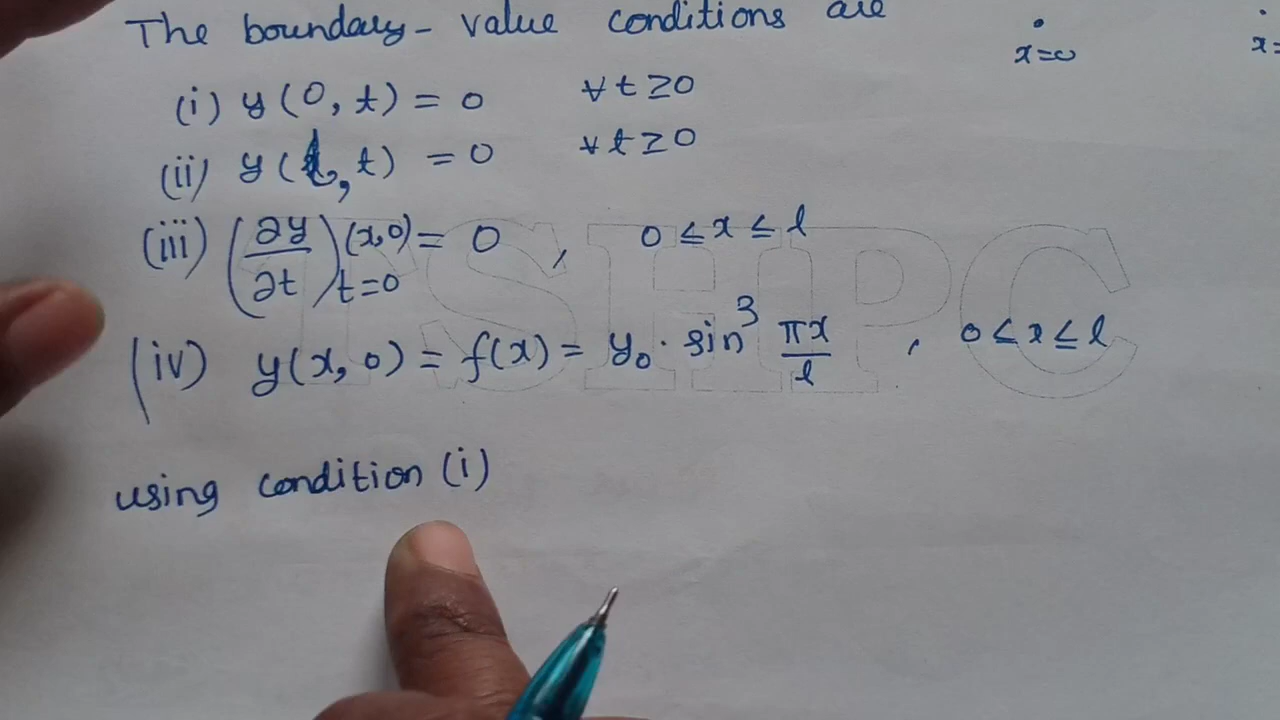 The boundary - value conditions are
x=0
x=
(i) y(0, t) = 0 ∀ t ≥ 0
(ii) y(l, t) = 0 ∀ t ≥ 0
(iii) (∂y/∂t)(x,0) t=0 = 0 , 0 ≤ x ≤ l
(iv) y(x, 0) = f(x) = y₀ . sin³ πx/l , 0 ≤ x ≤ l
using condition (i)